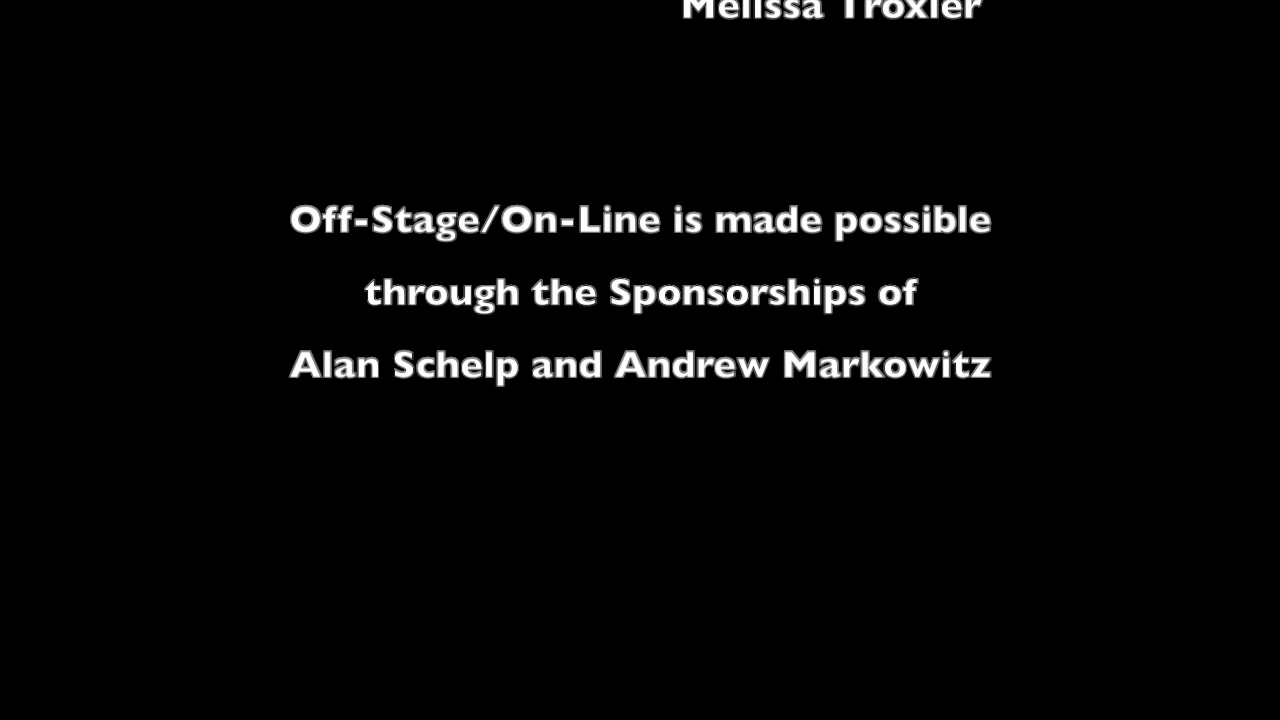 Melissa Troxler
Off-Stage/On-Line is made possible
through the Sponsorships of
Alan Schelp and Andrew Markowitz